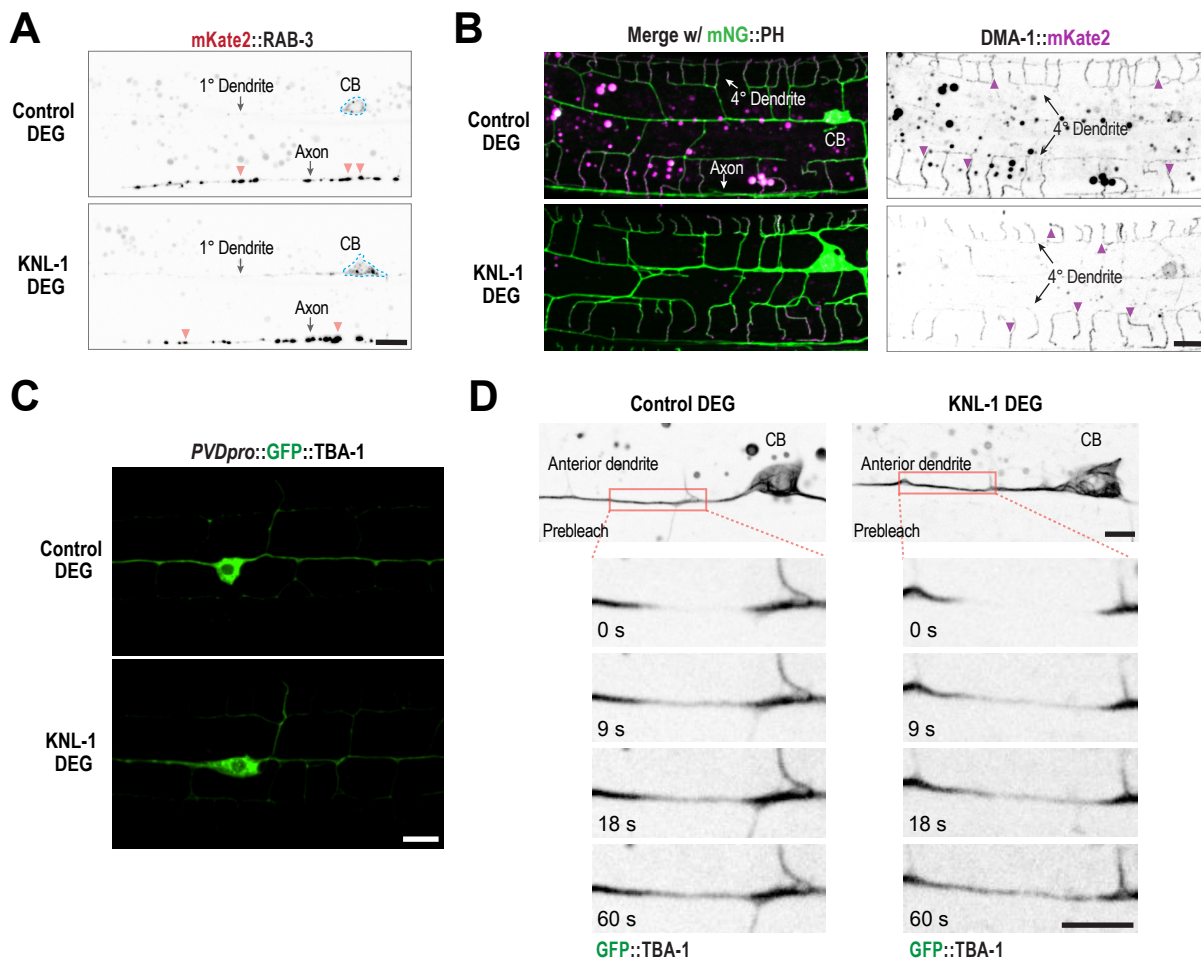 A
mKate2::RAB-3
Control
DEG
1° Dendrite
CB
Axon
KNL-1
DEG
1° Dendrite
CB
Axon
B
Merge w/ mNG::PH
DMA-1::mKate2
Control
DEG
4° Dendrite
CB
Axon
4° Dendrite
KNL-1
DEG
4° Dendrite
C
PVDpro::GFP::TBA-1
Control
DEG
KNL-1
DEG
D
Control DEG
KNL-1 DEG
CB
Anterior dendrite
Prebleach
CB
Anterior dendrite
Prebleach
0 s
0 s
9 s
9 s
18 s
18 s
60 s
60 s
GFP::TBA-1
GFP::TBA-1